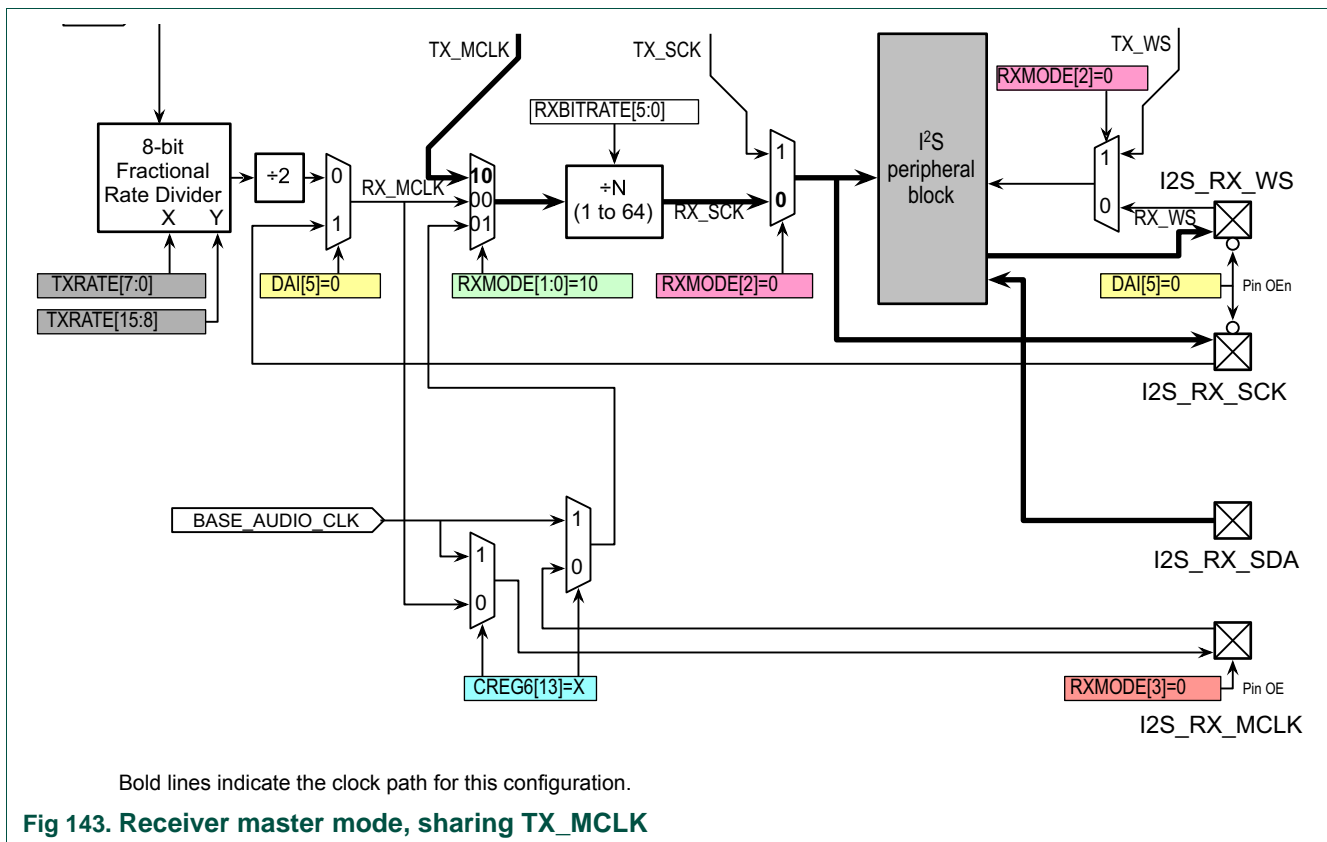 TX_MCLK
TX_SCK
TX_WS
RXMODE[2]=0
RXBITRATE[5:0]
8-bit
Fractional
Rate Divider
X Y
÷2
0
1
RX_MCLK
10
00
01
÷N
(1 to 64)
RX_SCK
1
0
I²S
peripheral
block
1
0
I2S_RX_WS
RX_WS
TXRATE[7:0]
DAI[5]=0
RXMODE[1:0]=10
RXMODE[2]=0
DAI[5]=0
Pin OEn
TXRATE[15:8]
I2S_RX_SCK
BASE_AUDIO_CLK
1
0
1
0
I2S_RX_SDA
CREG6[13]=X
RXMODE[3]=0
Pin OE
I2S_RX_MCLK
Bold lines indicate the clock path for this configuration.
Fig 143. Receiver master mode, sharing TX_MCLK